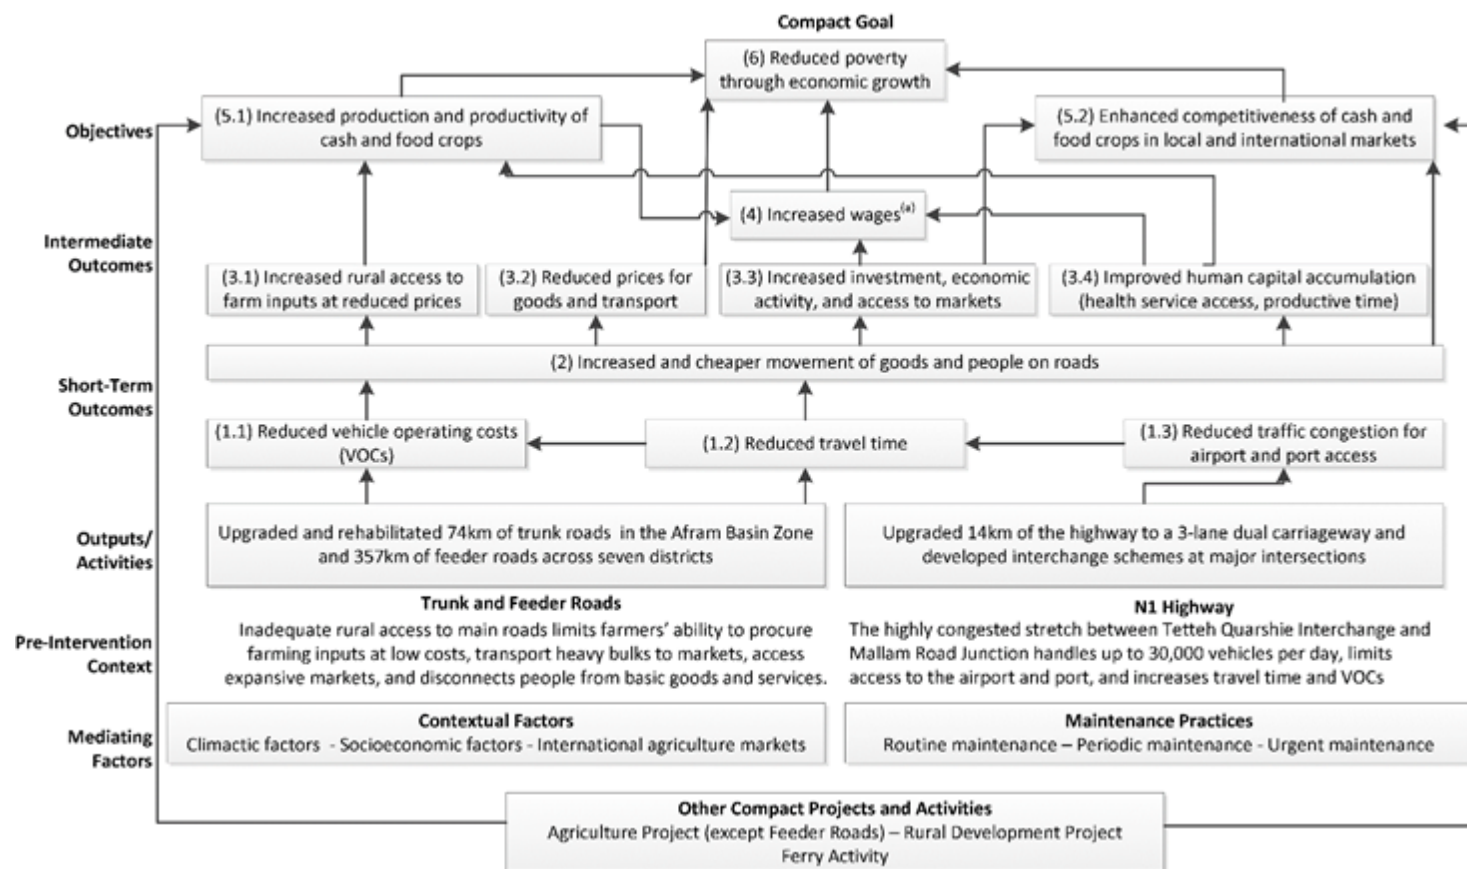 Compact Goal
(6) Reduced poverty
through economic growth
Objectives
(5.1) Increased production and productivity of
cash and food crops
(5.2) Enhanced competitiveness of cash and
food crops in local and international markets
(4) Increased wages(a)
Intermediate
Outcomes
(3.1) Increased rural access to
farm inputs at reduced prices
(3.2) Reduced prices for
goods and transport
(3.3) Increased investment, economic
activity, and access to markets
(3.4) Improved human capital accumulation
(health service access, productive time)
(2) Increased and cheaper movement of goods and people on roads
Short-Term
Outcomes
(1.1) Reduced vehicle operating costs
(VOCs)
(1.2) Reduced travel time
(1.3) Reduced traffic congestion for
airport and port access
Outputs/
Activities
Upgraded and rehabilitated 74km of trunk roads in the Afram Basin Zone
and 357km of feeder roads across seven districts
Upgraded 14km of the highway to a 3-lane dual carriageway and
developed interchange schemes at major intersections
Pre-Intervention
Context
Trunk and Feeder Roads
Inadequate rural access to main roads limits farmers' ability to procure
farming inputs at low costs, transport heavy bulks to markets, access
expansive markets, and disconnects people from basic goods and services.
N1 Highway
The highly congested stretch between Tetteh Quarshie Interchange and
Mallam Road Junction handles up to 30,000 vehicles per day, limits
access to the airport and port, and increases travel time and VOCs
Mediating
Factors
Contextual Factors
Climactic factors - Socioeconomic factors - International agriculture markets
Maintenance Practices
Routine maintenance – Periodic maintenance - Urgent maintenance
Other Compact Projects and Activities
Agriculture Project (except Feeder Roads) – Rural Development Project
Ferry Activity